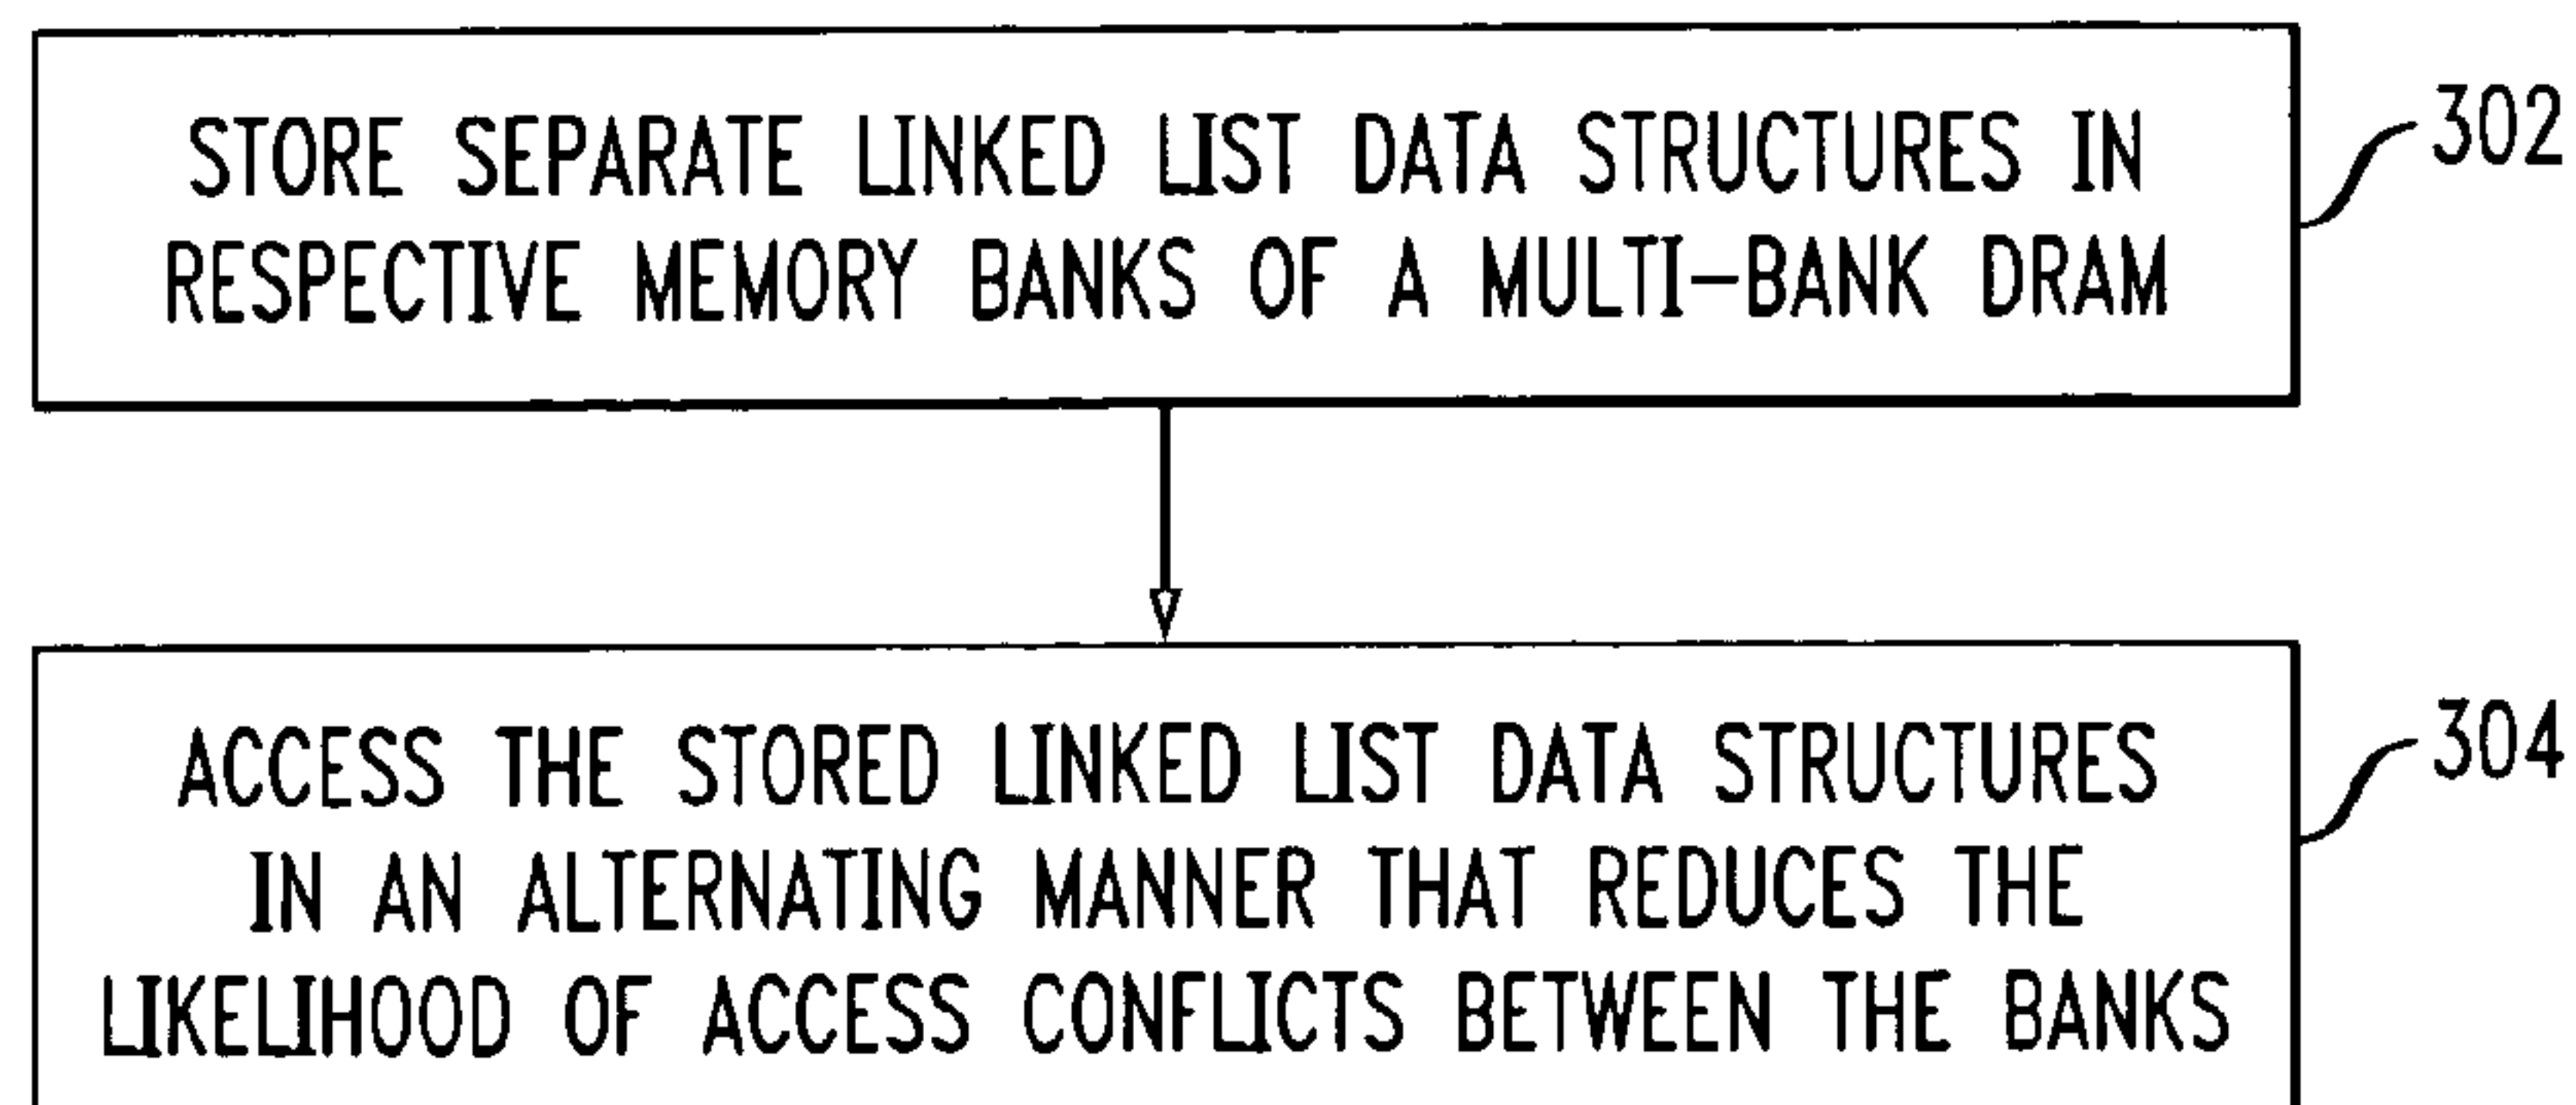 STORE SEPARATE LINKED LIST DATA STRUCTURES IN
RESPECTIVE MEMORY BANKS OF A MULTI-BANK DRAM
302
ACCESS THE STORED LINKED LIST DATA STRUCTURES
IN AN ALTERNATING MANNER THAT REDUCES THE
LIKELIHOOD OF ACCESS CONFLICTS BETWEEN THE BANKS
304